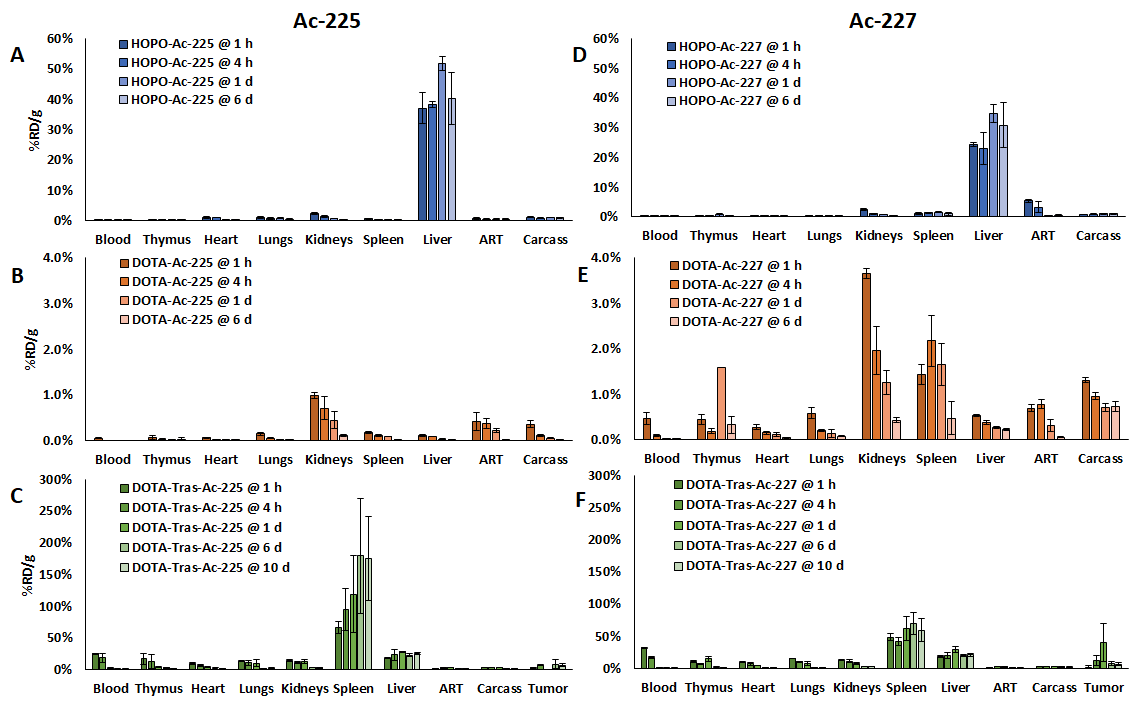 Ac-225
Ac-227
A
60%
50%
40%
30%
20%
10%
0%
%RD/g
HOPO-Ac-225 @ 1 h
HOPO-Ac-225 @ 4 h
HOPO-Ac-225 @ 1 d
HOPO-Ac-225 @ 6 d
Blood Thymus Heart Lungs Kidneys Spleen Liver ART Carcass
D
60%
50%
40%
30%
20%
10%
0%
HOPO-Ac-227 @ 1 h
HOPO-Ac-227 @ 4 h
HOPO-Ac-227 @ 1 d
HOPO-Ac-227 @ 6 d
Blood Thymus Heart Lungs Kidneys Spleen Liver ART Carcass
B
4.0%
3.0%
2.0%
1.0%
0.0%
%RD/g
DOTA-Ac-225 @ 1 h
DOTA-Ac-225 @ 4 h
DOTA-Ac-225 @ 1 d
DOTA-Ac-225 @ 6 d
Blood Thymus Heart Lungs Kidneys Spleen Liver ART Carcass
E
4.0%
3.0%
2.0%
1.0%
0.0%
DOTA-Ac-227 @ 1 h
DOTA-Ac-227 @ 4 h
DOTA-Ac-227 @ 1 d
DOTA-Ac-227 @ 6 d
Blood Thymus Heart Lungs Kidneys Spleen Liver ART Carcass
C
300%
250%
200%
150%
100%
50%
0%
%RD/g
DOTA-Tras-Ac-225 @ 1 h
DOTA-Tras-Ac-225 @ 4 h
DOTA-Tras-Ac-225 @ 1 d
DOTA-Tras-Ac-225 @ 6 d
DOTA-Tras-Ac-225 @ 10 d
Blood Thymus Heart Lungs Kidneys Spleen Liver ART Carcass Tumor
F
300%
250%
200%
150%
100%
50%
0%
DOTA-Tras-Ac-227 @ 1 h
DOTA-Tras-Ac-227 @ 4 h
DOTA-Tras-Ac-227 @ 1 d
DOTA-Tras-Ac-227 @ 6 d
DOTA-Tras-Ac-227 @ 10 d
Blood Thymus Heart Lungs Kidneys Spleen Liver ART Carcass Tumor